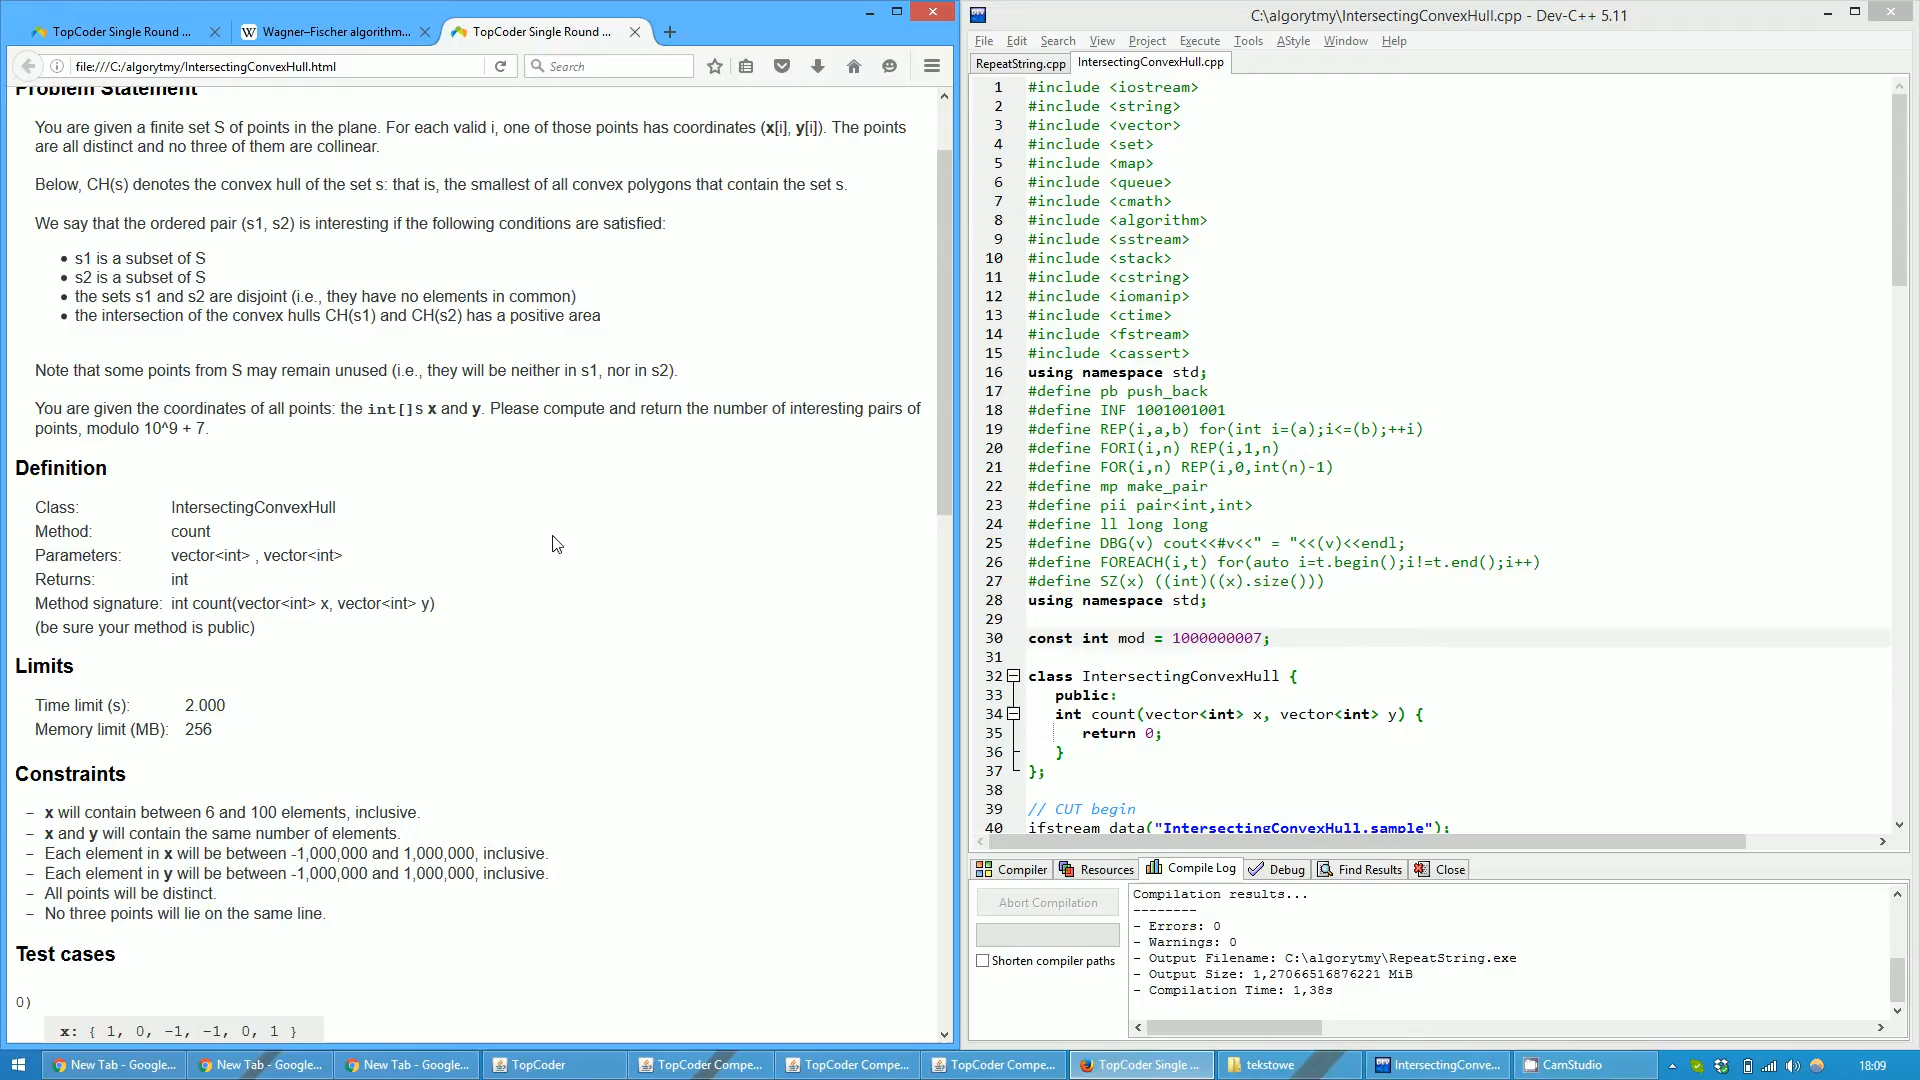 TopCoder Single Round ...
Wagner–Fischer algorithm...
TopCoder Single Round ...
file:///C:/algorytmy/IntersectingConvexHull.html
Search
Problem Statement
You are given a finite set S of points in the plane. For each valid i, one of those points has coordinates (x[i], y[i]). The points
are all distinct and no three of them are collinear.
Below, CH(s) denotes the convex hull of the set s: that is, the smallest of all convex polygons that contain the set s.
We say that the ordered pair (s1, s2) is interesting if the following conditions are satisfied:
• s1 is a subset of S
• s2 is a subset of S
• the sets s1 and s2 are disjoint (i.e., they have no elements in common)
• the intersection of the convex hulls CH(s1) and CH(s2) has a positive area
Note that some points from S may remain unused (i.e., they will be neither in s1, nor in s2).
You are given the coordinates of all points: the int[]s x and y. Please compute and return the number of interesting pairs of
points, modulo 10^9 + 7.
Definition
Class: IntersectingConvexHull
Method: count
Parameters: vector<int> , vector<int>
Returns: int
Method signature: int count(vector<int> x, vector<int> y)
(be sure your method is public)
Limits
Time limit (s): 2.000
Memory limit (MB): 256
Constraints
– x will contain between 6 and 100 elements, inclusive.
– x and y will contain the same number of elements.
– Each element in x will be between -1,000,000 and 1,000,000, inclusive.
– Each element in y will be between -1,000,000 and 1,000,000, inclusive.
– All points will be distinct.
– No three points will lie on the same line.
Test cases
0)
x: { 1, 0, -1, -1, 0, 1 }
C:\algorytmy\IntersectingConvexHull.cpp - Dev-C++ 5.11
File Edit Search View Project Execute Tools AStyle Window Help
RepeatString.cpp IntersectingConvexHull.cpp
1 #include <iostream>
2 #include <string>
3 #include <vector>
4 #include <set>
5 #include <map>
6 #include <queue>
7 #include <cmath>
8 #include <algorithm>
9 #include <sstream>
10 #include <stack>
11 #include <cstring>
12 #include <iomanip>
13 #include <ctime>
14 #include <fstream>
15 #include <cassert>
16 using namespace std;
17 #define pb push_back
18 #define INF 1001001001
19 #define REP(i,a,b) for(int i=(a);i<=(b);++i)
20 #define FORI(i,n) REP(i,1,n)
21 #define FOR(i,n) REP(i,0,int(n)-1)
22 #define mp make_pair
23 #define pii pair<int,int>
24 #define ll long long
25 #define DBG(v) cout<<#v<<" = "<<(v)<<endl;
26 #define FOREACH(i,t) for(auto i=t.begin();i!=t.end();i++)
27 #define SZ(x) ((int)((x).size()))
28 using namespace std;
29
30 const int mod = 1000000007;
31
32 class IntersectingConvexHull {
33 public:
34 int count(vector<int> x, vector<int> y) {
35 return 0;
36 }
37 };
38
39 // CUT begin
40 ifstream data("IntersectingConvexHull.sample");
Compiler Resources Compile Log Debug Find Results Close
Abort Compilation
Shorten compiler paths
Compilation results...
--------
- Errors: 0
- Warnings: 0
- Output Filename: C:\algorytmy\RepeatString.exe
- Output Size: 1,27066516876221 MiB
- Compilation Time: 1,38s
New Tab - Google... New Tab - Google... New Tab - Google... TopCoder TopCoder Compe... TopCoder Compe... TopCoder Compe... TopCoder Single ... tekstowe IntersectingConve... CamStudio 18:09